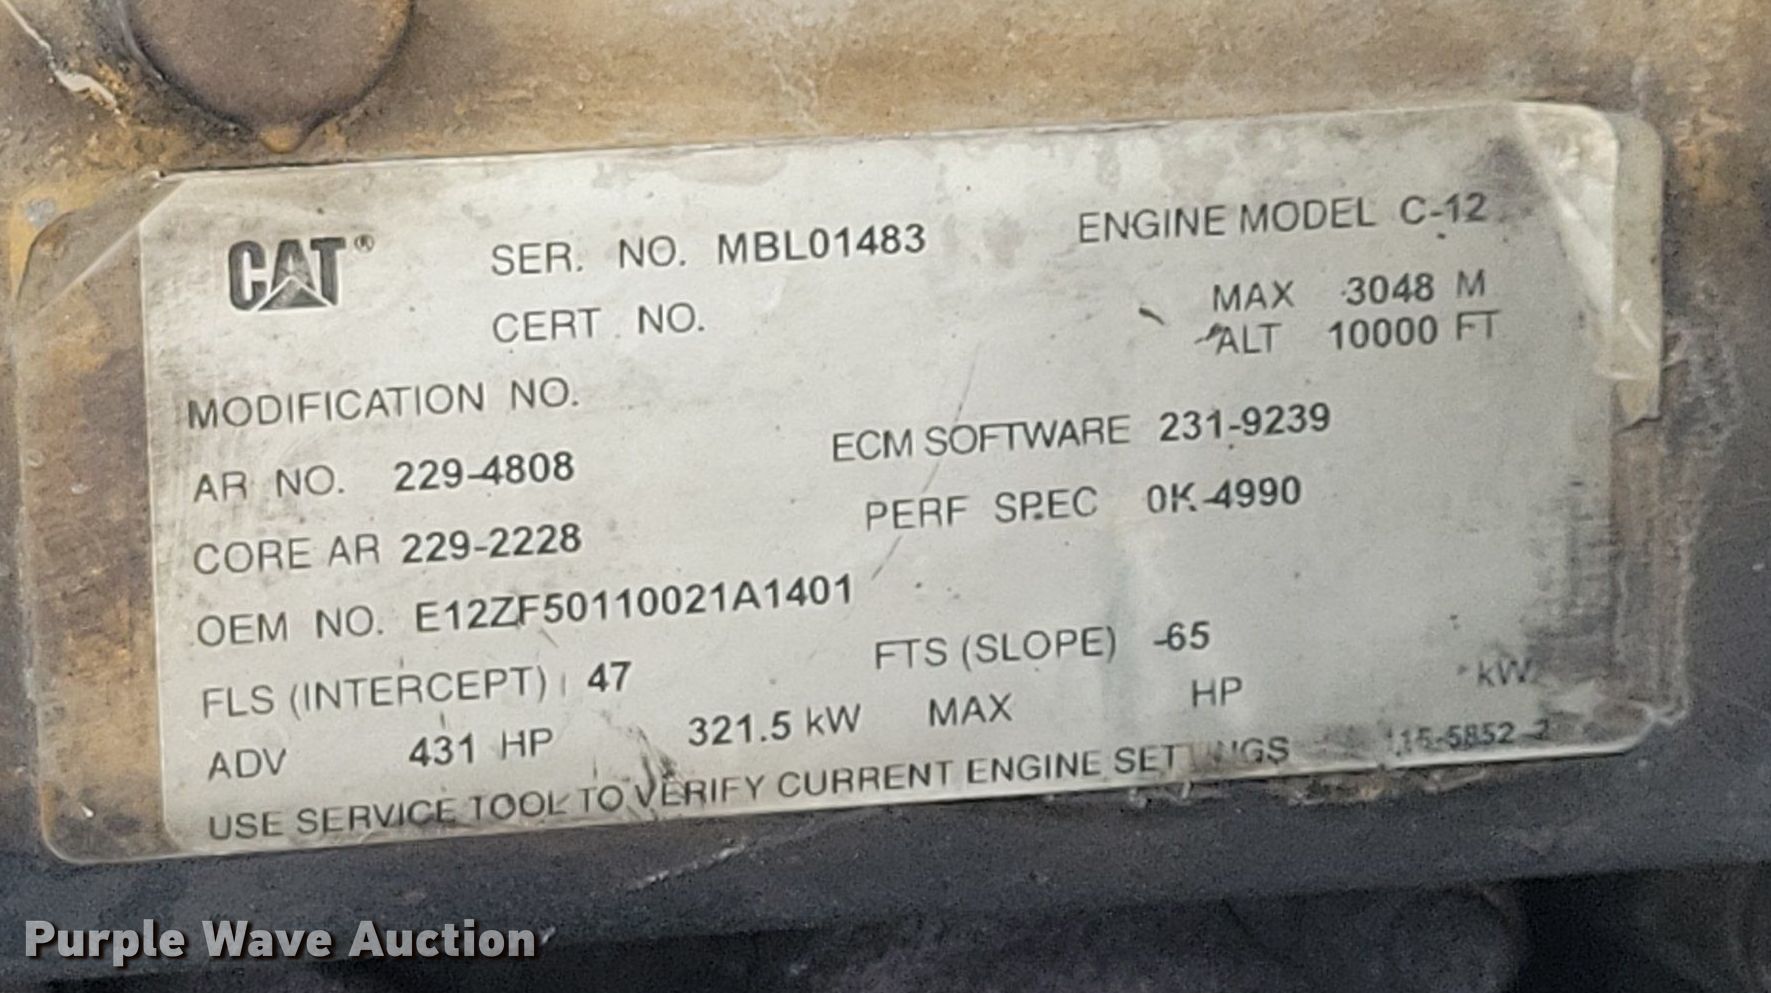 CAT® SER. NO. MBL01483 ENGINE MODEL C-12
CERT NO. MAX 3048 M
ALT 10000 FT
MODIFICATION NO.
AR NO. 229-4808 ECM SOFTWARE 231-9239
CORE AR 229-2228 PERF SPEC 0K-4990
OEM NO. E12ZF50110021A1401
FLS (INTERCEPT) 47 FTS (SLOPE) -65
ADV 431 HP 321.5 kW MAX HP kW
USE SERVICE TOOL TO VERIFY CURRENT ENGINE SETTINGS
Purple Wave Auction